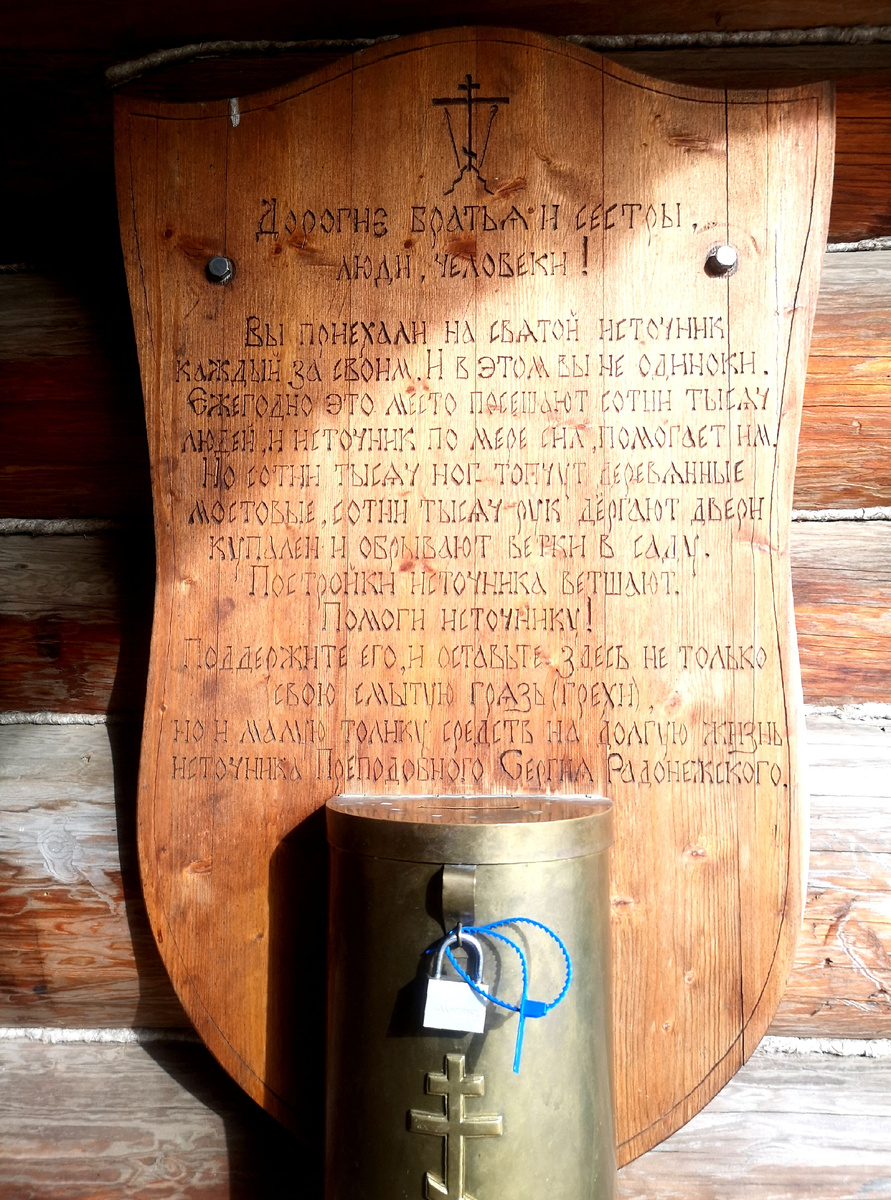 Дорогие братья и сестры,
люди, человеки!
Вы приехали на святой источник
каждый за своим. И в этом вы не одиноки.
Ежегодно это место посещают сотни тысяч
людей, и источник по мере сил, помогает им.
Но сотни тысяч ног топчут деревянные
мостовые, сотни тысяч рук дёргают двери
купален и обрывают ветки в саду.
Постройки источника ветшают.
Помоги источнику!
Поддержите его, и оставьте здесь не только
свою смытую грязь (грехи),
но и малую толику средств на долгую жизнь
источника Преподобного Сергия Радонежского.